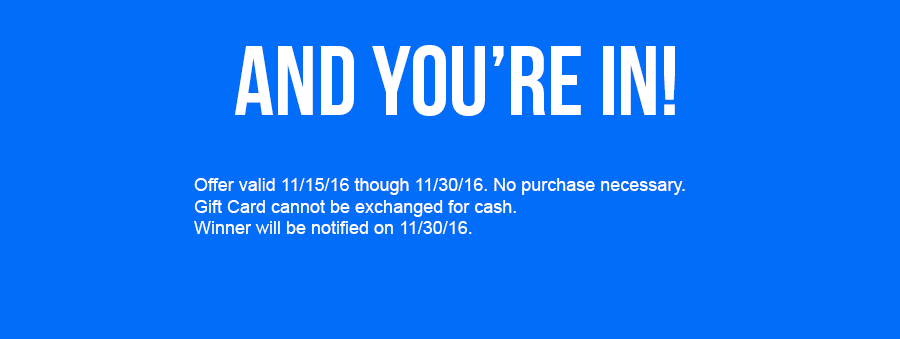 AND YOU’RE IN!
Offer valid 11/15/16 though 11/30/16. No purchase necessary.
Gift Card cannot be exchanged for cash.
Winner will be notified on 11/30/16.